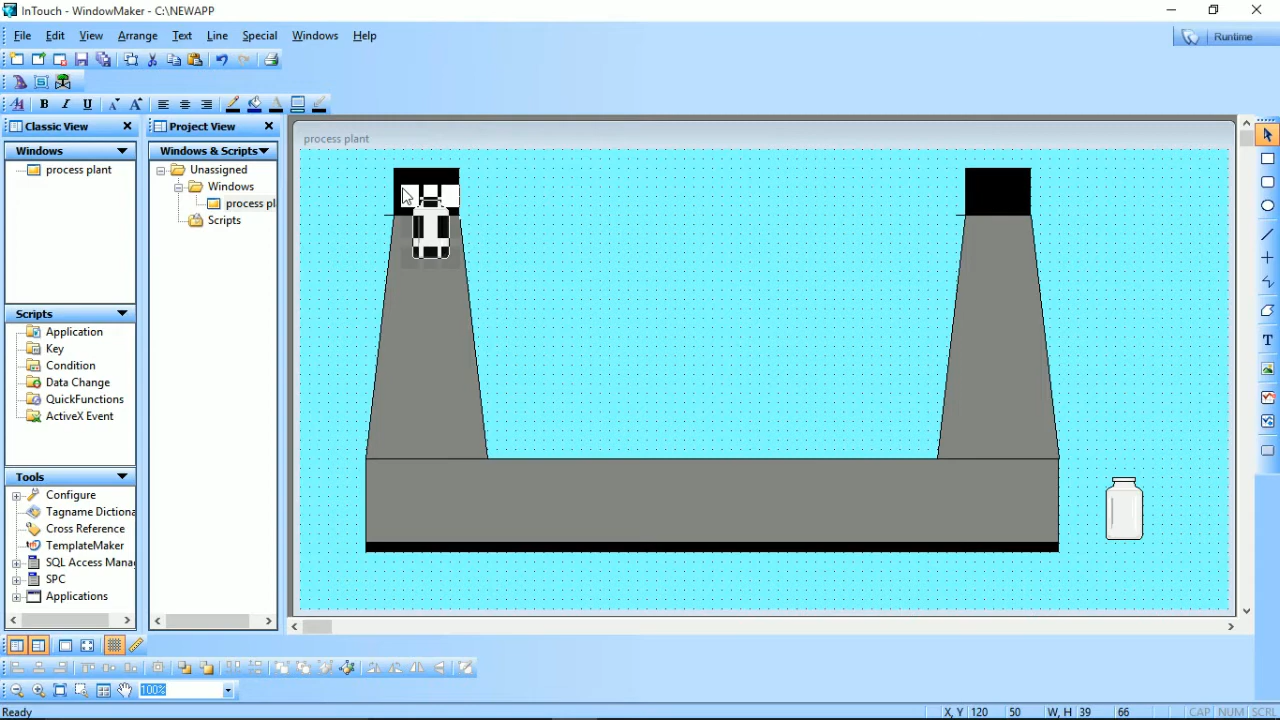 InTouch - WindowMaker - C:\NEWAPP
File Edit View Arrange Text Line Special Windows Help
Runtime
B I U
Classic View
Project View
process plant
Windows
Windows & Scripts
process plant
Unassigned
Windows
process pl
Scripts
Scripts
Application
Key
Condition
Data Change
QuickFunctions
ActiveX Event
Tools
Configure
Tagname Dictiona
Cross Reference
TemplateMaker
SQL Access Mana
SPC
Applications
T
100%
Ready
X, Y 120 50 W, H 39 66 CAP NUM SCRL